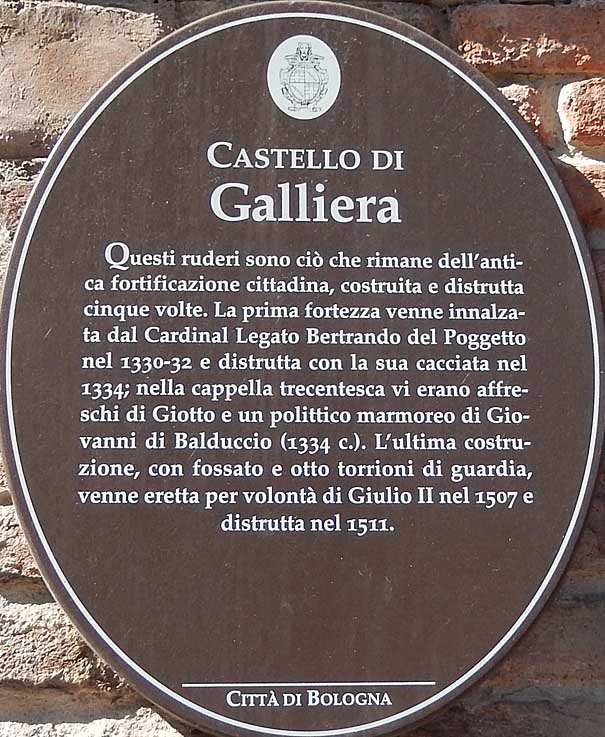 CASTELLO DI
Galliera
Questi ruderi sono ciò che rimane dell'anti-
ca fortificazione cittadina, costruita e distrutta
cinque volte. La prima fortezza venne innalza-
ta dal Cardinal Legato Bertrando del Poggetto
nel 1330-32 e distrutta con la sua cacciata nel
1334; nella cappella trecentesca vi erano affre-
schi di Giotto e un polittico marmoreo di Gio-
vanni di Balduccio (1334 c.). L'ultima costru-
zione, con fossato e otto torrioni di guardia,
venne eretta per volontà di Giulio II nel 1507 e
distrutta nel 1511.
CITTÀ DI BOLOGNA